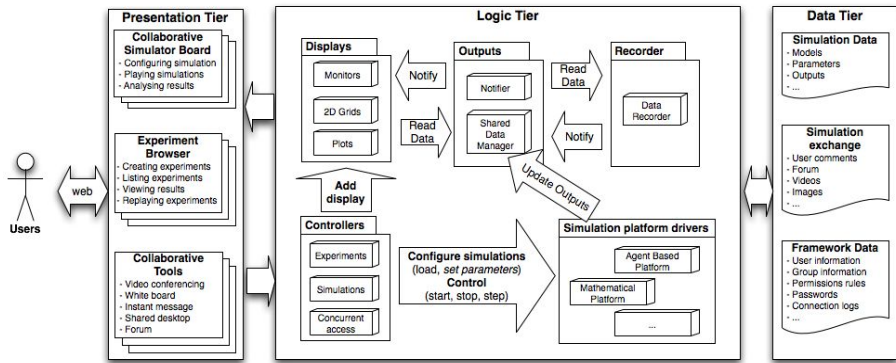 Presentation Tier
Collaborative
Simulator Board
- Configuring simulation
- Playing simulations
- Analysing results
Experiment
Browser
- Creating experiments
- Listing experiments
- Viewing results
- Replaying experiments
Collaborative
Tools
- Video conferencing
- White board
- Instant message
- Shared desktop
- Forum
Users
web
Logic Tier
Displays
Monitors
2D Grids
Plots
Notify
Read
Data
Outputs
Notifier
Shared
Data
Manager
Read
Data
Notify
Recorder
Data
Recorder
Add
display
Update Outputs
Controllers
Experiments
Simulations
Concurrent
access
Configure simulations
(load, set parameters)
Control
(start, stop, step)
Simulation platform drivers
Agent Based
Platform
Mathematical
Platform
...
Data Tier
Simulation Data
- Models
- Parameters
- Outputs
- ...
Simulation
exchange
- User comments
- Forum
- Videos
- Images
- ...
Framework Data
- User information
- Group information
- Permissions rules
- Passwords
- Connection logs
- ...